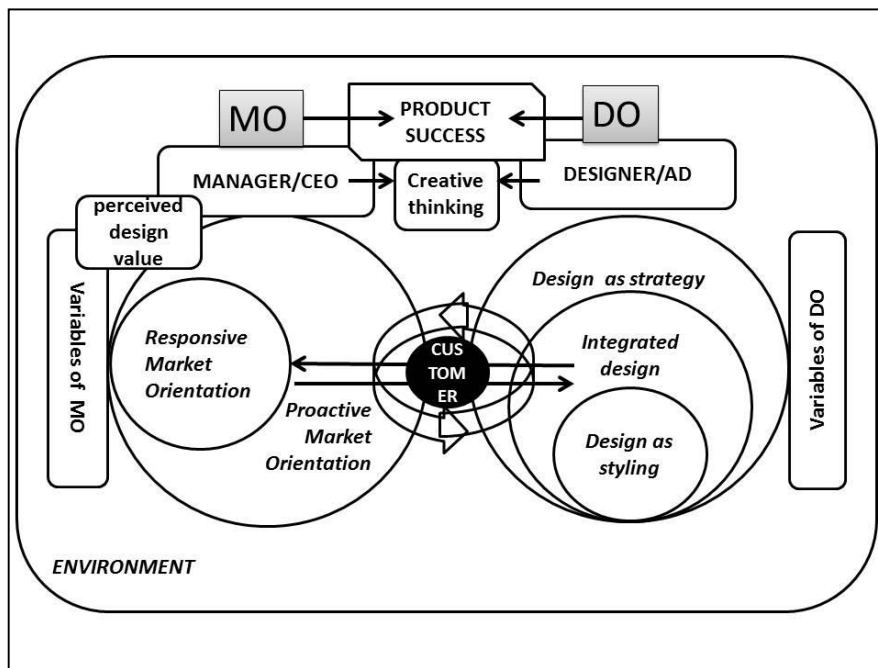 MO
PRODUCT
SUCCESS
DO
MANAGER/CEO
Creative
thinking
DESIGNER/AD
perceived
design
value
Variables of MO
Responsive
Market
Orientation
Proactive
Market
Orientation
CUS
TOM
ER
Design as strategy
Integrated
design
Design as
styling
Variables of DO
ENVIRONMENT